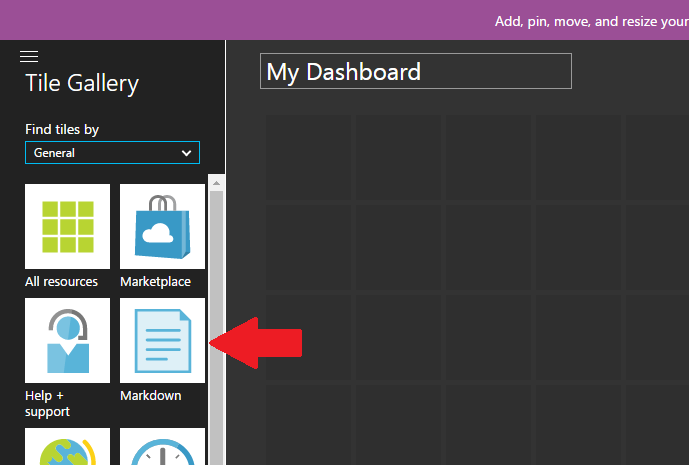 Add, pin, move, and resize your
Tile Gallery
My Dashboard
Find tiles by
General
All resources
Marketplace
Help +
support
Markdown